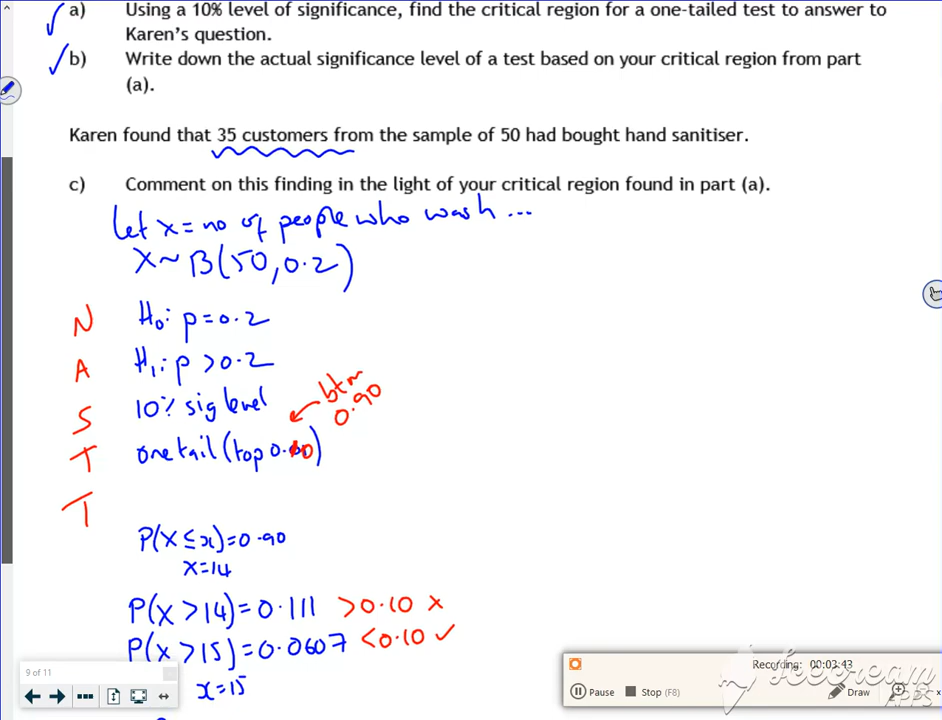 a) Using a 10% level of significance, find the critical region for a one-tailed test to answer to
Karen's question.
b) Write down the actual significance level of a test based on your critical region from part
(a).
Karen found that 35 customers from the sample of 50 had bought hand sanitiser.
c) Comment on this finding in the light of your critical region found in part (a).
Let x = no of people who wash ...
X ~ B(50, 0.2)
N H₀: p = 0.2
A H₁: p > 0.2
S 10% sig level
btm
0.90
T one tail (top 0.10)
T
P(X ≤ x) = 0.90
x = 14
P(X > 14) = 0.111 > 0.10 ×
P(X > 15) = 0.0607 < 0.10 ✓
x = 15
9 of 11
Recording: 00:03:43
Pause Stop (F8) Draw
Icecream
APPS